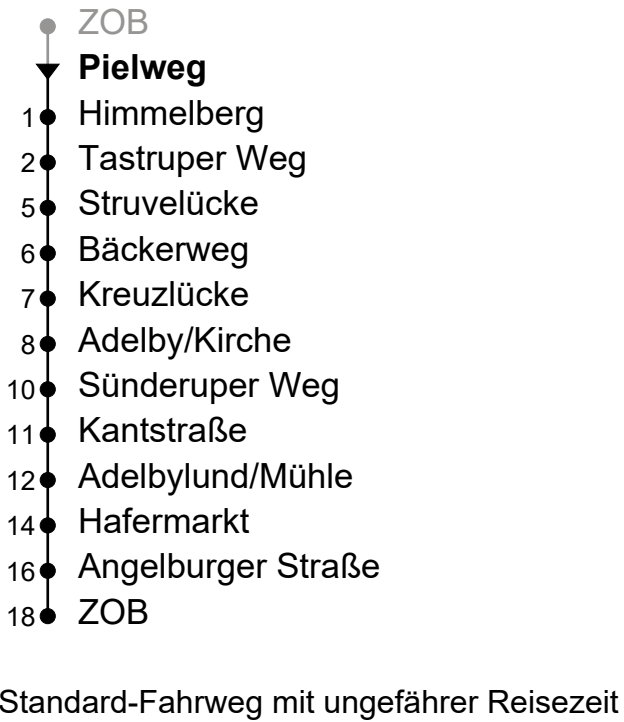 ZOB
Pielweg
1 Himmelberg
2 Tastruper Weg
5 Struvelücke
6 Bäckerweg
7 Kreuzlücke
8 Adelby/Kirche
10 Sünderuper Weg
11 Kantstraße
12 Adelbylund/Mühle
14 Hafermarkt
16 Angelburger Straße
18 ZOB
Standard-Fahrweg mit ungefährer Reisezeit